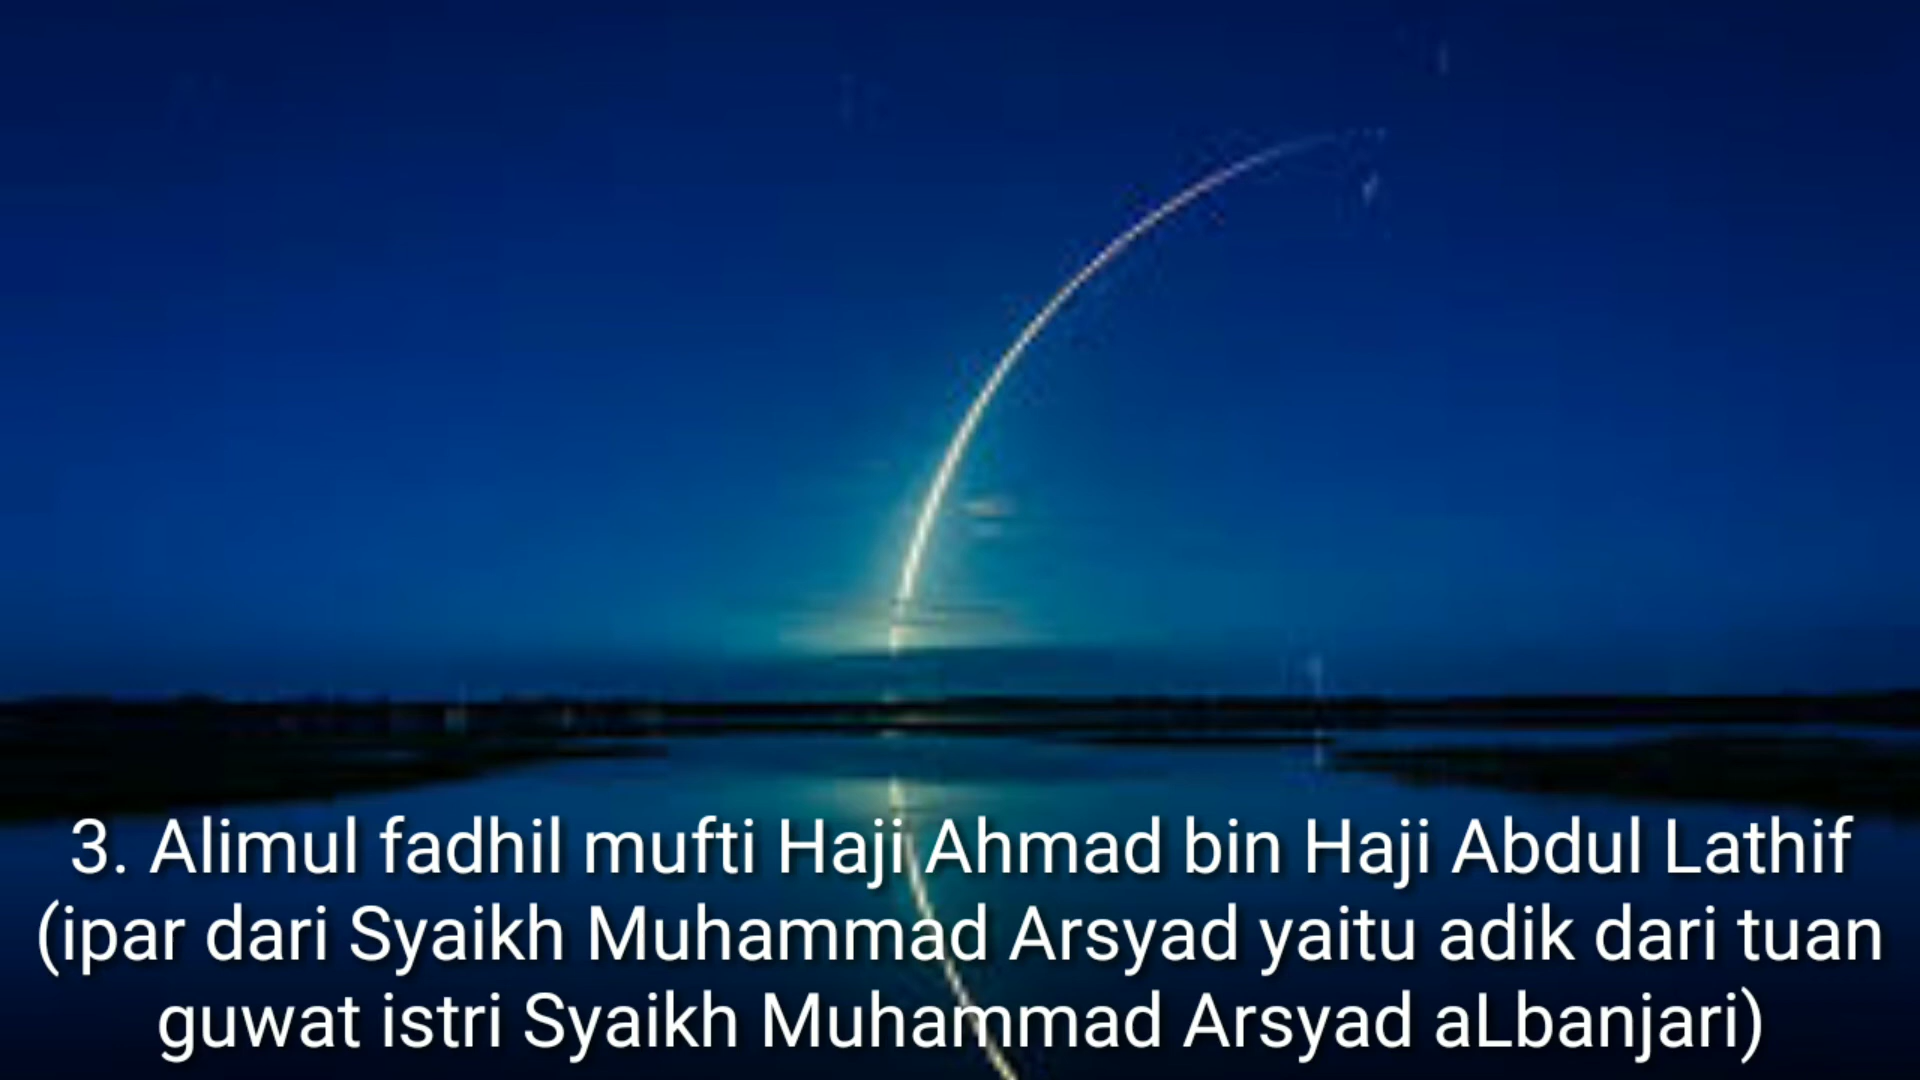 3. Alimul fadhil mufti Haji Ahmad bin Haji Abdul Lathif
(ipar dari Syaikh Muhammad Arsyad yaitu adik dari tuan
guwat istri Syaikh Muhammad Arsyad aLbanjari)